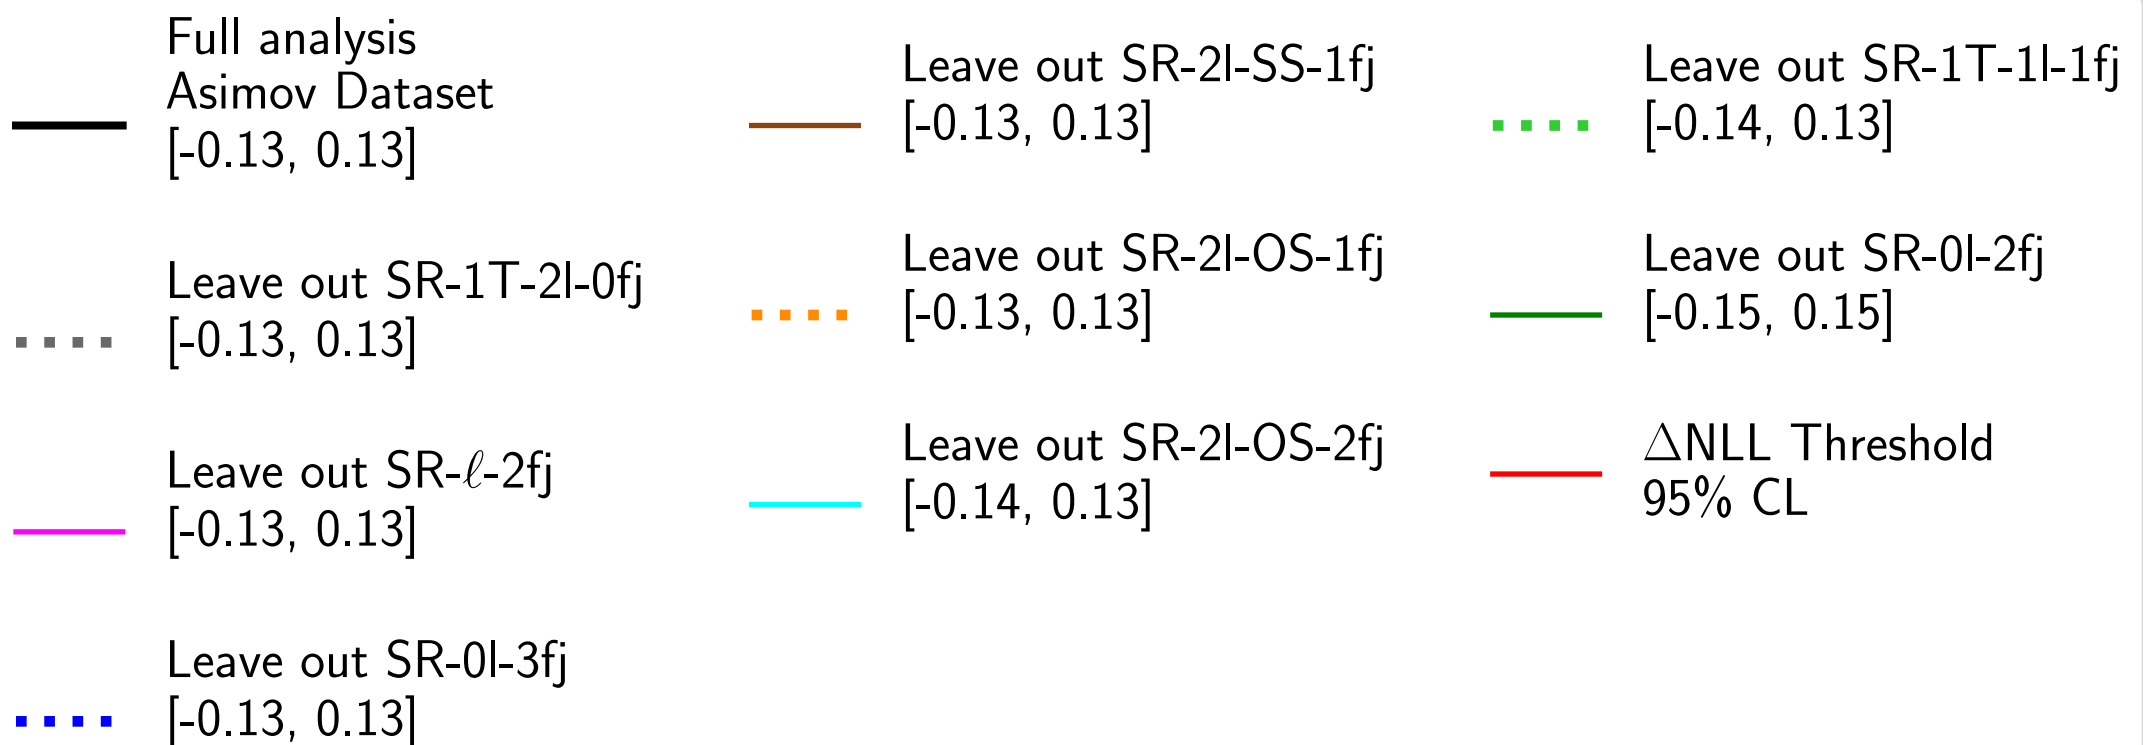 Full analysis
Asimov Dataset
[-0.13, 0.13]
Leave out SR-1T-2l-0fj
[-0.13, 0.13]
Leave out SR-ℓ-2fj
[-0.13, 0.13]
Leave out SR-0l-3fj
[-0.13, 0.13]
Leave out SR-2l-SS-1fj
[-0.13, 0.13]
Leave out SR-2l-OS-1fj
[-0.13, 0.13]
Leave out SR-2l-OS-2fj
[-0.14, 0.13]
Leave out SR-1T-1l-1fj
[-0.14, 0.13]
Leave out SR-0l-2fj
[-0.15, 0.15]
ΔNLL Threshold
95% CL